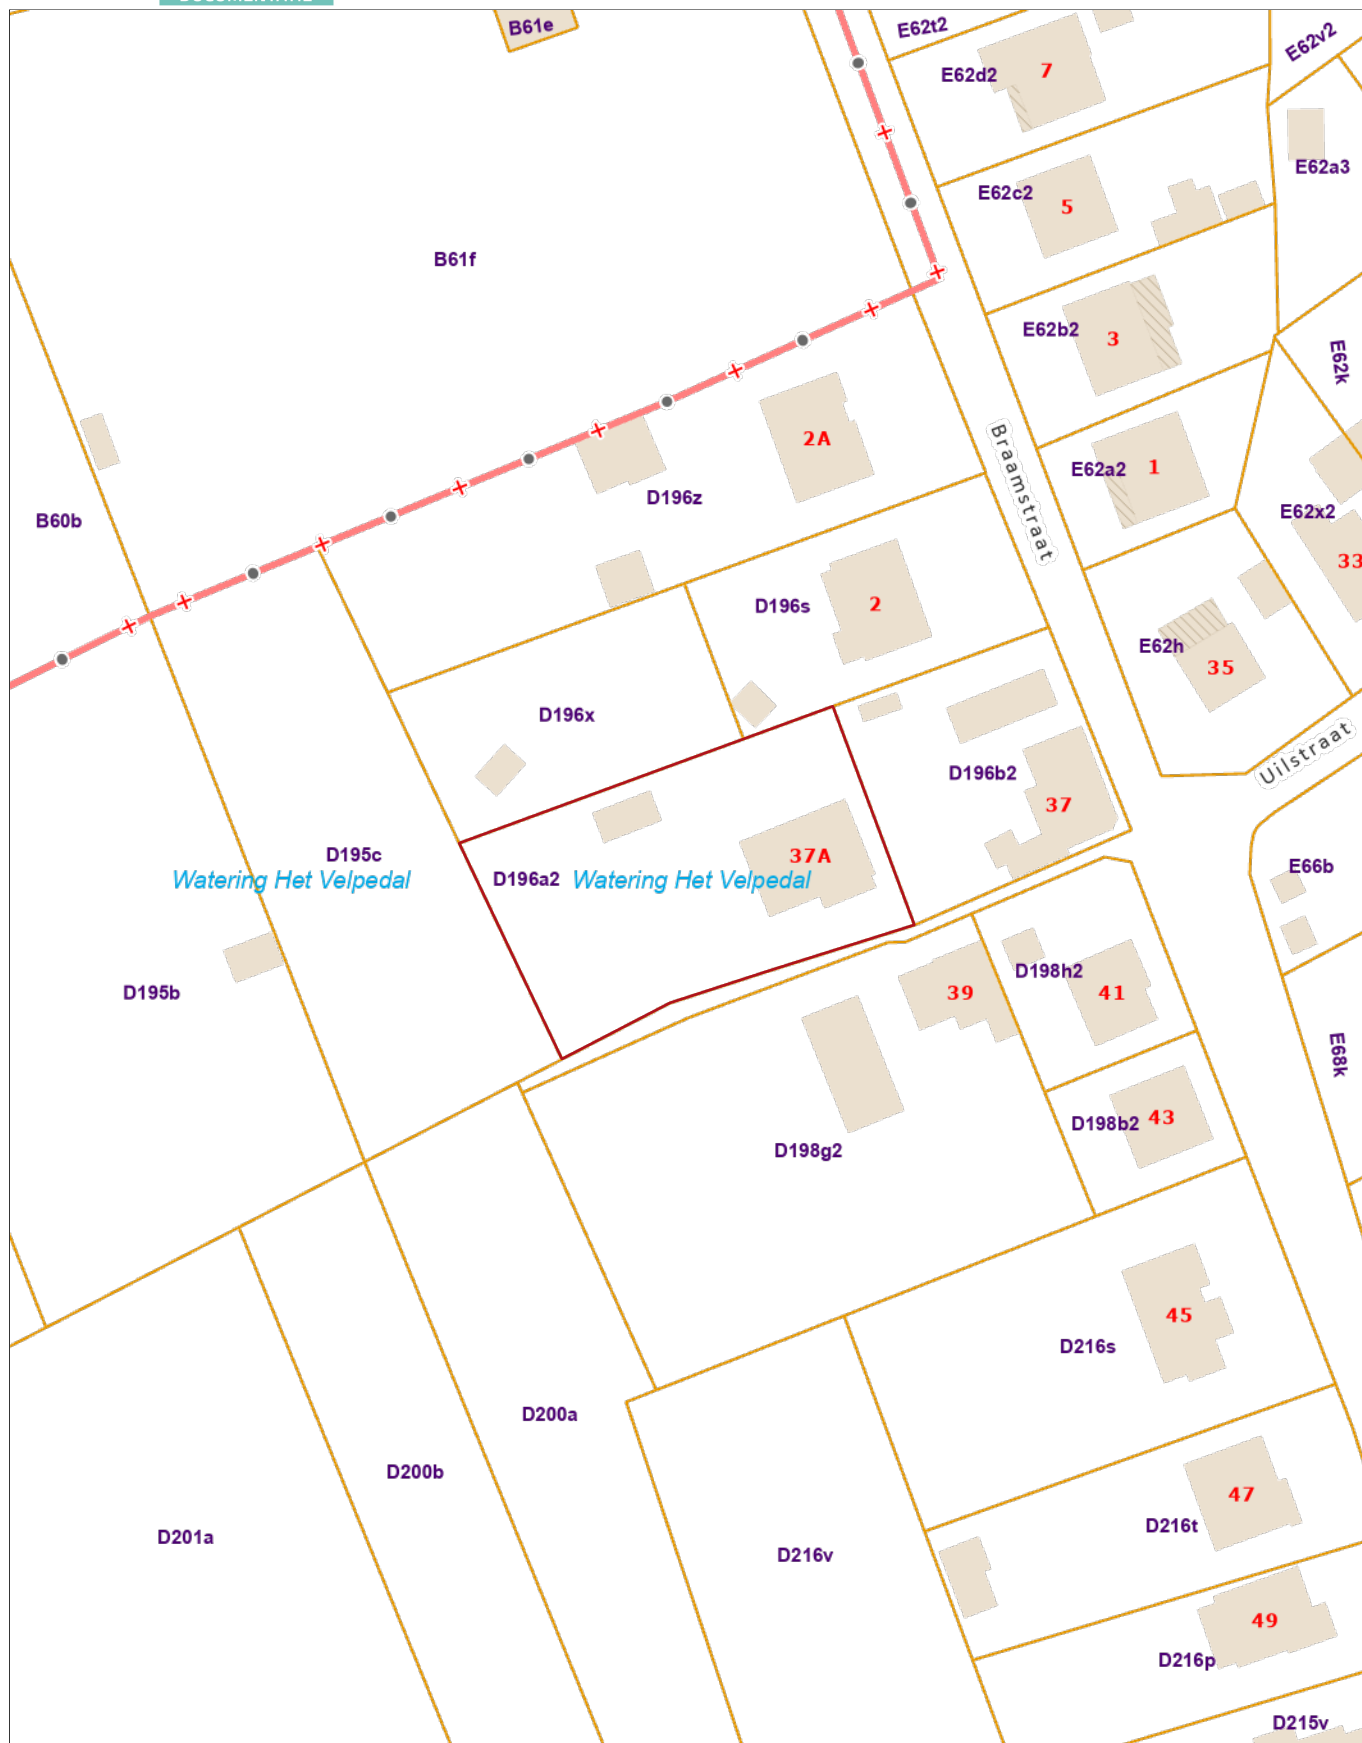 B61e
E62t2
E62v2
E62d2
7
E62a3
E62c2
5
B61f
E62b2
3
E62k
2A
E62a2
1
Braamstraat
D196z
B60b
E62x2
33
D196s
2
E62h
35
D196x
Uilstraat
D196b2
37
D195c
37A
E66b
Watering Het Velpedal
D196a2
Watering Het Velpedal
D195b
39
D198h2
41
E68k
D198b2
43
D198g2
45
D216s
D200a
D200b
47
D216t
D201a
D216v
49
D216p
D215v